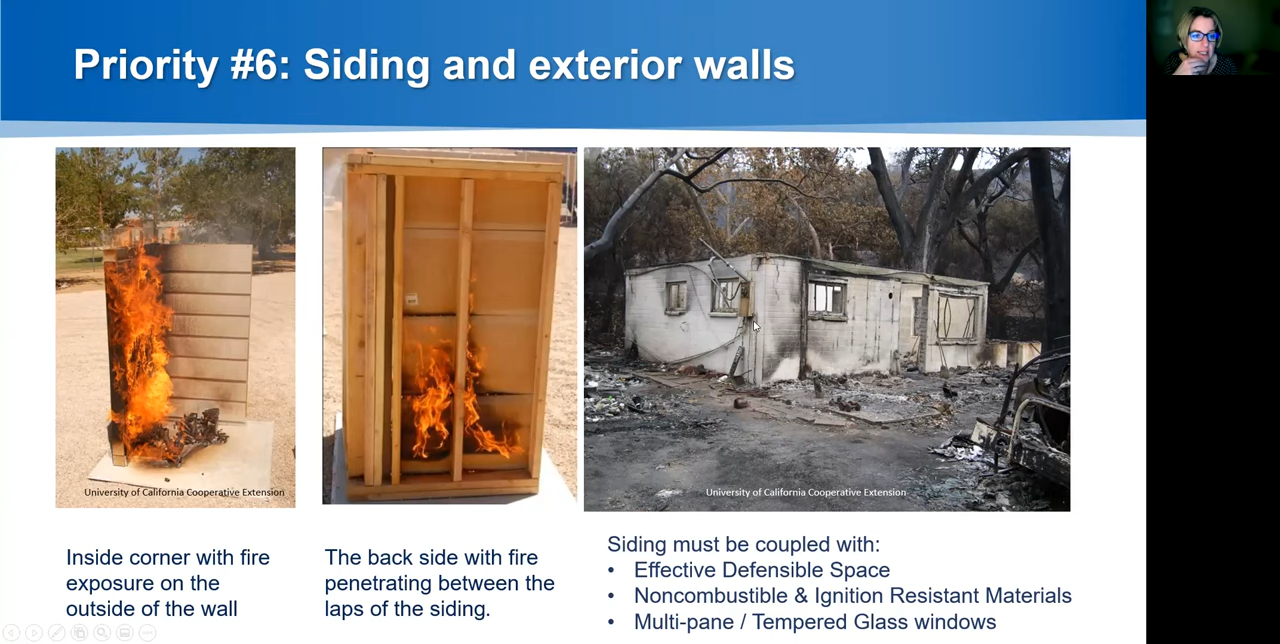 Priority #6: Siding and exterior walls
University of California Cooperative Extension
University of California Cooperative Extension
Inside corner with fire
exposure on the
outside of the wall
The back side with fire
penetrating between the
laps of the siding.
Siding must be coupled with:
• Effective Defensible Space
• Noncombustible & Ignition Resistant Materials
• Multi-pane / Tempered Glass windows